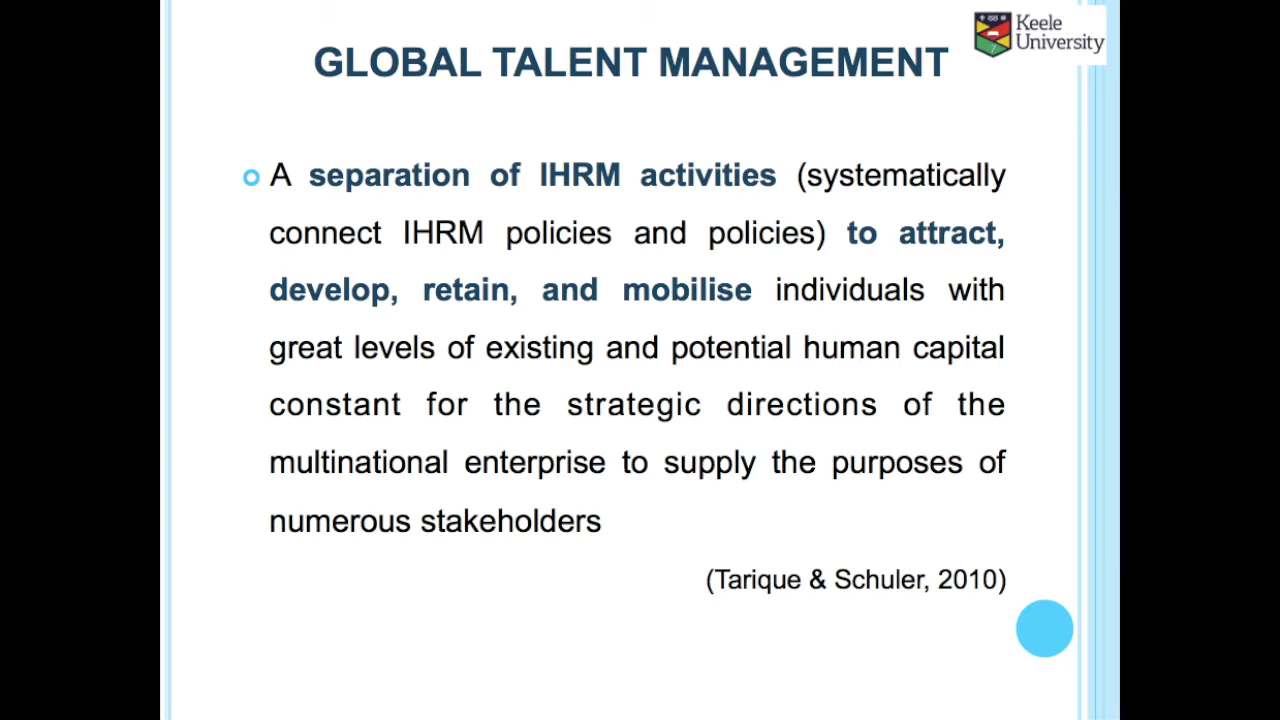 Keele
University
GLOBAL TALENT MANAGEMENT
A separation of IHRM activities (systematically
connect IHRM policies and policies) to attract,
develop, retain, and mobilise individuals with
great levels of existing and potential human capital
constant for the strategic directions of the
multinational enterprise to supply the purposes of
numerous stakeholders
(Tarique & Schuler, 2010)